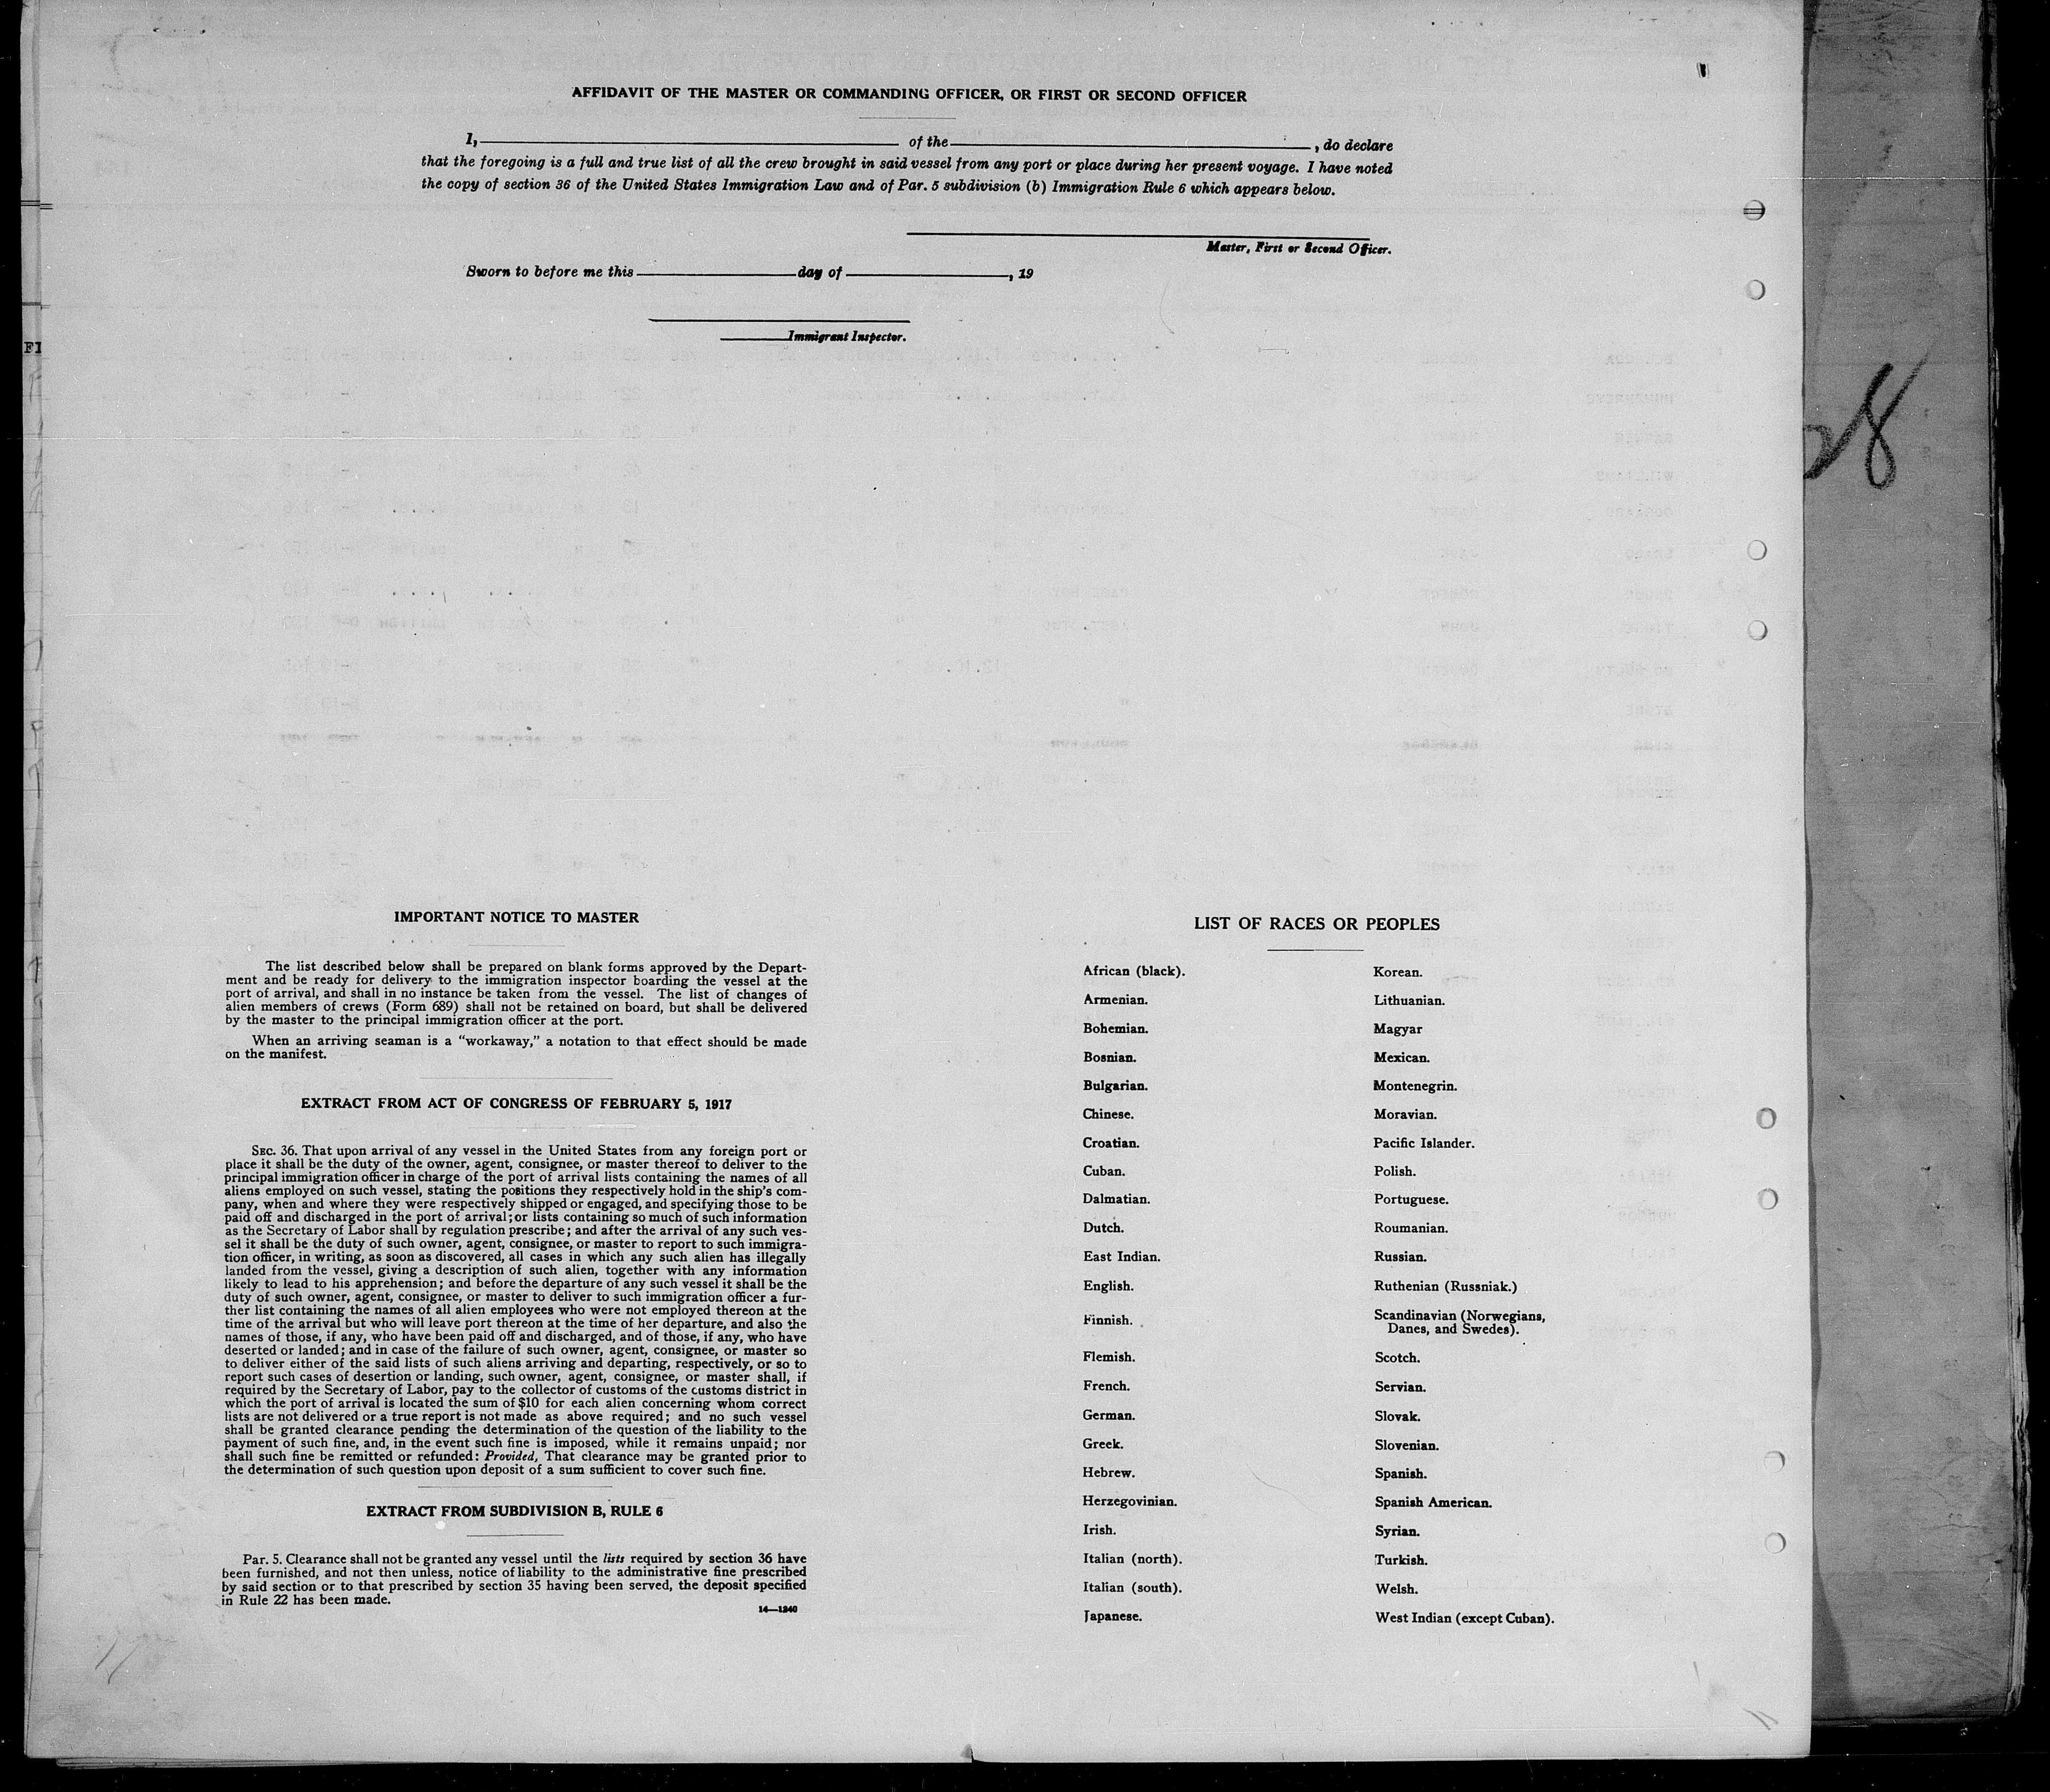 AFFIDAVIT OF THE MASTER OR COMMANDING OFFICER, OR FIRST OR SECOND OFFICER
I, of the , do declare
that the foregoing is a full and true list of all the crew brought in said vessel from any port or place during her present voyage. I have noted
the copy of section 36 of the United States Immigration Law and of Par. 5 subdivision (b) Immigration Rule 6 which appears below.
Master, First or Second Officer.
Sworn to before me this day of , 19
Immigrant Inspector.
FI
28
IMPORTANT NOTICE TO MASTER
The list described below shall be prepared on blank forms approved by the Depart-
ment and be ready for delivery to the immigration inspector boarding the vessel at the
port of arrival, and shall in no instance be taken from the vessel. The list of changes of
alien members of crews (Form 689) shall not be retained on board, but shall be delivered
by the master to the principal immigration officer at the port.
When an arriving seaman is a "workaway," a notation to that effect should be made
on the manifest.
EXTRACT FROM ACT OF CONGRESS OF FEBRUARY 5, 1917
SEC. 36. That upon arrival of any vessel in the United States from any foreign port or
place it shall be the duty of the owner, agent, consignee, or master thereof to deliver to the
principal immigration officer in charge of the port of arrival lists containing the names of all
aliens employed on such vessel, stating the positions they respectively hold in the ship's com-
pany, when and where they were respectively shipped or engaged, and specifying those to be
paid off and discharged in the port of arrival; or lists containing so much of such information
as the Secretary of Labor shall by regulation prescribe; and after the arrival of any such ves-
sel it shall be the duty of such owner, agent, consignee, or master to report to such immigra-
tion officer, in writing, as soon as discovered, all cases in which any such alien has illegally
landed from the vessel, giving a description of such alien, together with any information
likely to lead to his apprehension; and before the departure of any such vessel it shall be the
duty of such owner, agent, consignee, or master to deliver to such immigration officer a fur-
ther list containing the names of all alien employees who were not employed thereon at the
time of the arrival but who will leave port thereon at the time of her departure, and also the
names of those, if any, who have been paid off and discharged, and of those, if any, who have
deserted or landed; and in case of the failure of such owner, agent, consignee, or master so
to deliver either of the said lists of such aliens arriving and departing, respectively, or so to
report such cases of desertion or landing, such owner, agent, consignee, or master shall, if
required by the Secretary of Labor, pay to the collector of customs of the customs district in
which the port of arrival is located the sum of $10 for each alien concerning whom correct
lists are not delivered or a true report is not made as above required; and no such vessel
shall be granted clearance pending the determination of the question of the liability to the
payment of such fine, and, in the event such fine is imposed, while it remains unpaid; nor
shall such fine be remitted or refunded: Provided, That clearance may be granted prior to
the determination of such question upon deposit of a sum sufficient to cover such fine.
EXTRACT FROM SUBDIVISION B, RULE 6
Par. 5. Clearance shall not be granted any vessel until the lists required by section 36 have
been furnished, and not then unless, notice of liability to the administrative fine prescribed
by said section or to that prescribed by section 35 having been served, the deposit specified
in Rule 22 has been made.
14—1240
17
LIST OF RACES OR PEOPLES
African (black).
Armenian.
Bohemian.
Bosnian.
Bulgarian.
Chinese.
Croatian.
Cuban.
Dalmatian.
Dutch.
East Indian.
English.
Finnish.
Flemish.
French.
German.
Greek.
Hebrew.
Herzegovinian.
Irish.
Italian (north).
Italian (south).
Japanese.
Korean.
Lithuanian.
Magyar
Mexican.
Montenegrin.
Moravian.
Pacific Islander.
Polish.
Portuguese.
Roumanian.
Russian.
Ruthenian (Russniak.)
Scandinavian (Norwegians,
Danes, and Swedes).
Scotch.
Servian.
Slovak.
Slovenian.
Spanish.
Spanish American.
Syrian.
Turkish.
Welsh.
West Indian (except Cuban).